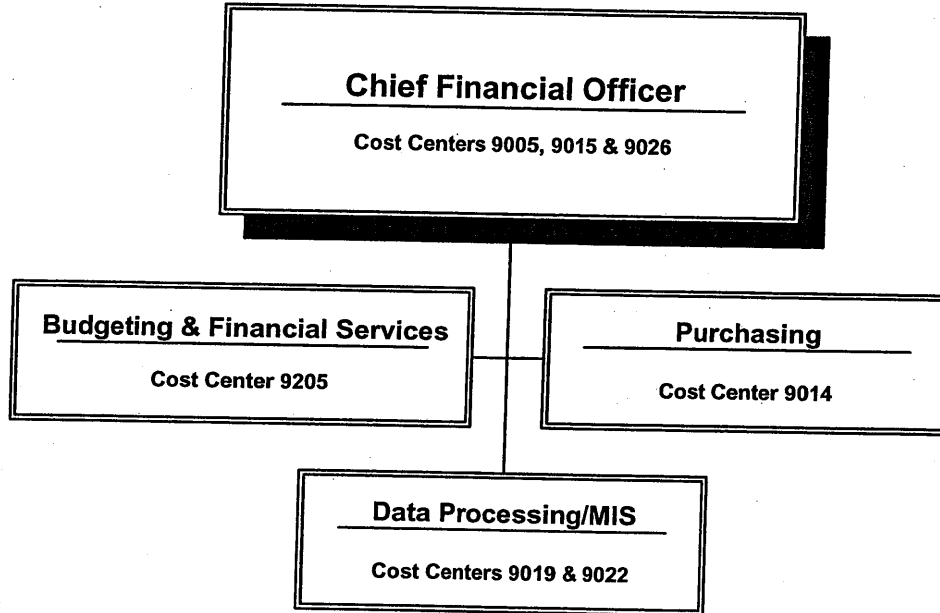 Chief Financial Officer
Cost Centers 9005, 9015 & 9026
Budgeting & Financial Services
Cost Center 9205
Purchasing
Cost Center 9014
Data Processing/MIS
Cost Centers 9019 & 9022